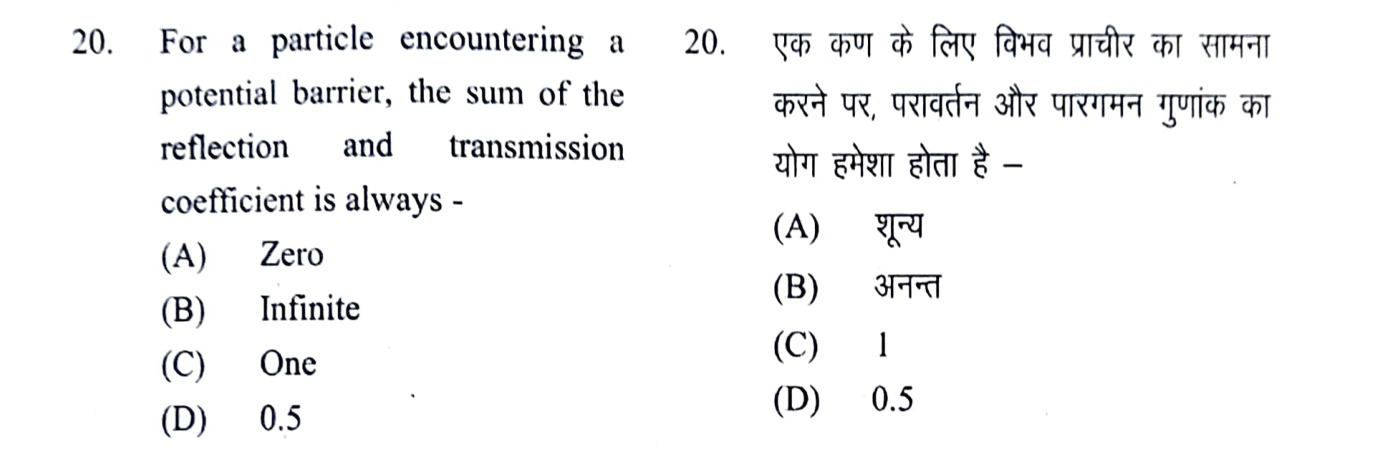 20. For a particle encountering a
potential barrier, the sum of the
reflection and transmission
coefficient is always -
(A) Zero
(B) Infinite
(C) One
(D) 0.5
20. एक कण के लिए विभव प्राचीर का सामना
करने पर, परावर्तन और पारगमन गुणांक का
योग हमेशा होता है –
(A) शून्य
(B) अनन्त
(C) 1
(D) 0.5